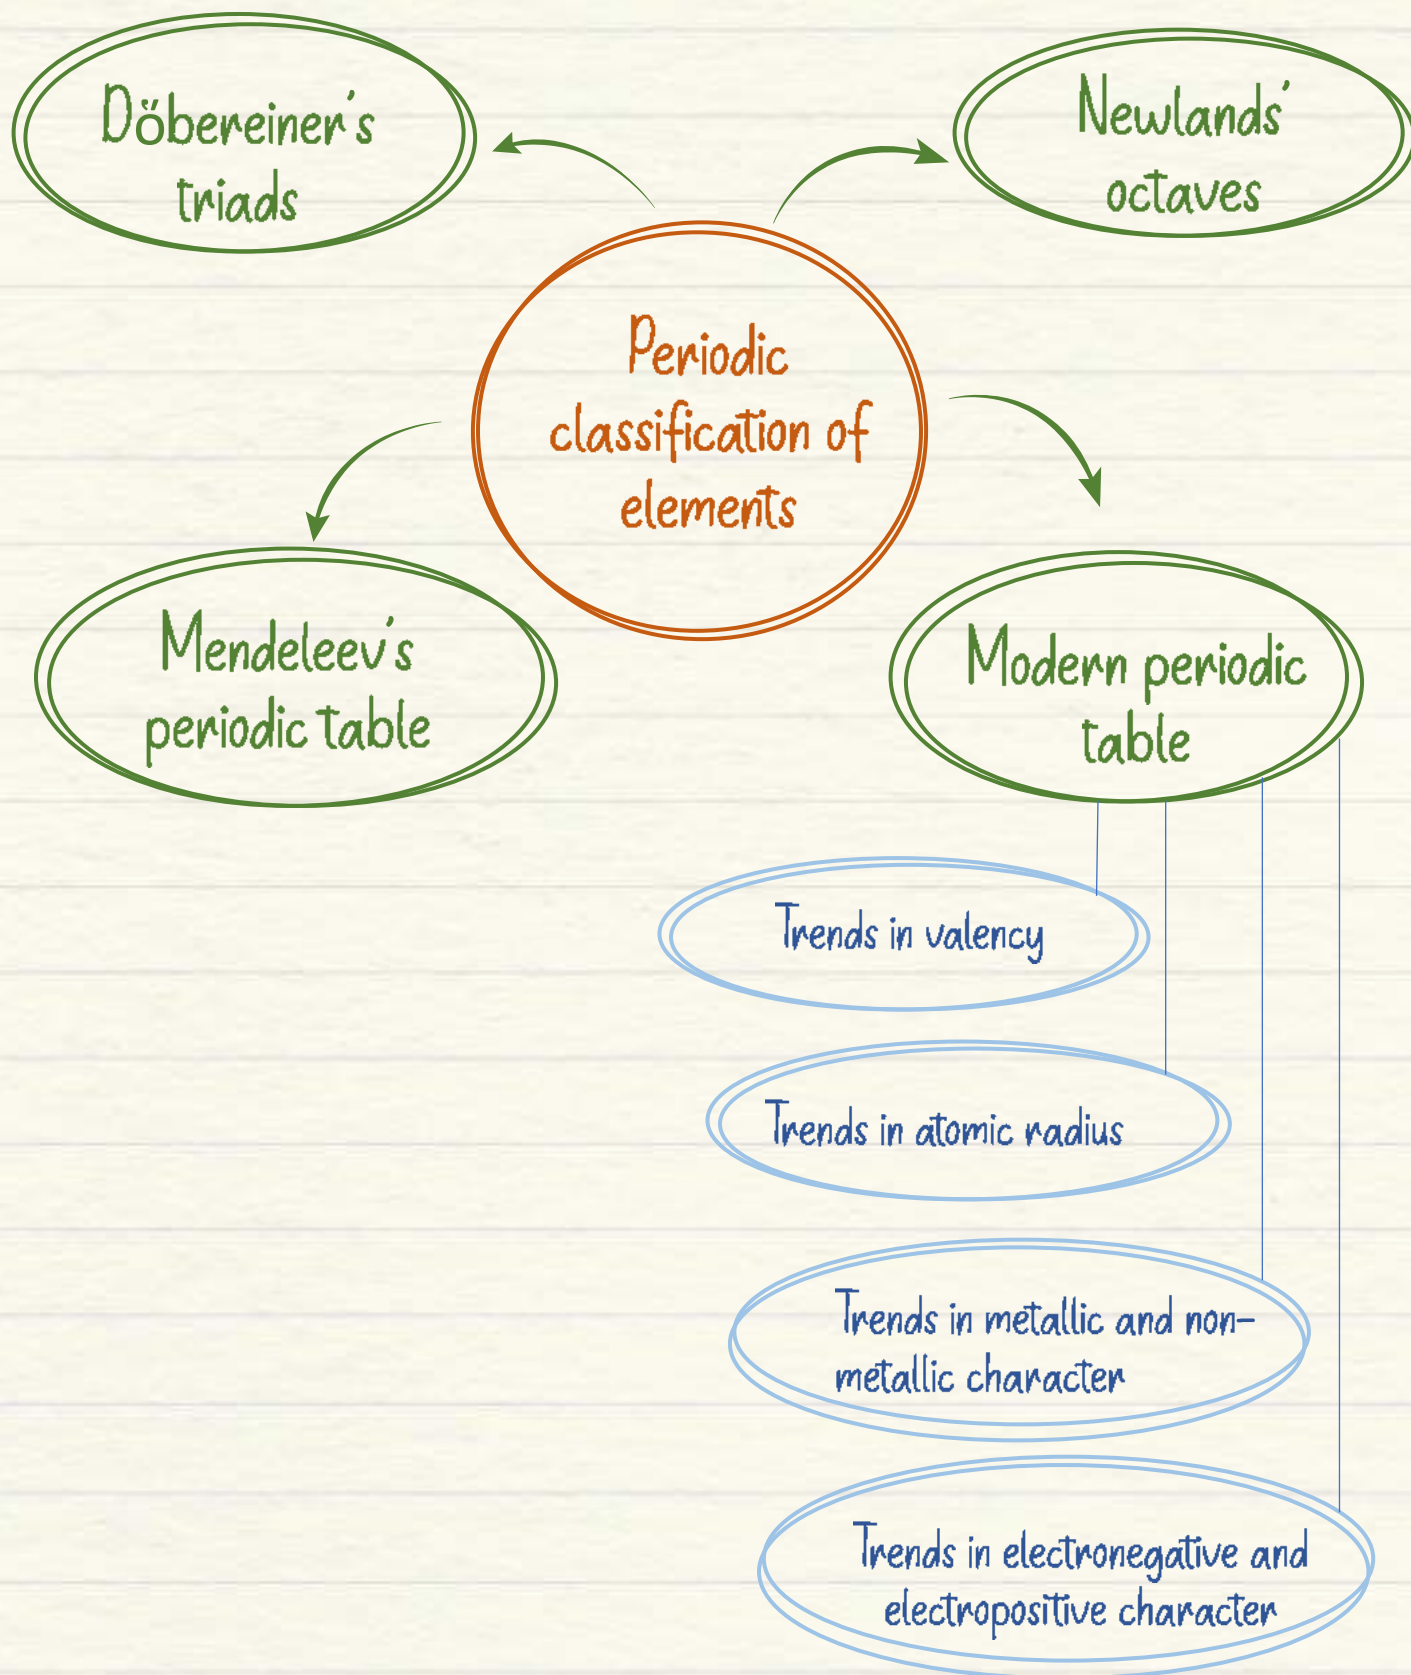 Döbereiner's
triads
Newlands'
octaves
Periodic
classification of
elements
Mendeleev's
periodic table
Modern periodic
table
Trends in valency
Trends in atomic radius
Trends in metallic and non-
metallic character
Trends in electronegative and
electropositive character